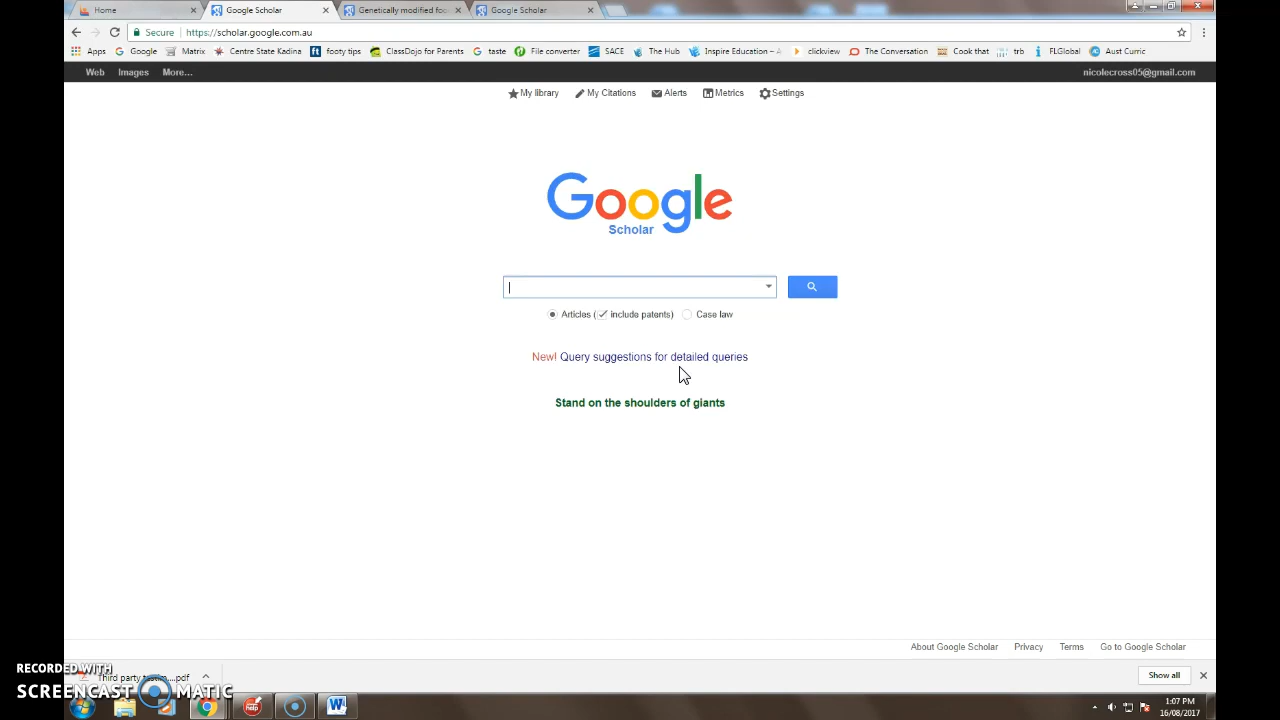 Home
Google Scholar
Genetically modified foo
Google Scholar
Secure https://scholar.google.com.au
Apps Google Matrix Centre State Kadina footy tips ClassDojo for Parents taste File converter SACE The Hub Inspire Education – A clickview The Conversation Cook that trb FLGlobal Aust Curric
Web Images More... nicolecross05@gmail.com
My library My Citations Alerts Metrics Settings
Google
Scholar
Articles (✓ include patents) Case law
New! Query suggestions for detailed queries
Stand on the shoulders of giants
About Google Scholar Privacy Terms Go to Google Scholar
RECORDED WITH
Third party testin....pdf Show all
SCREENCAST MATIC
1:07 PM
16/08/2017